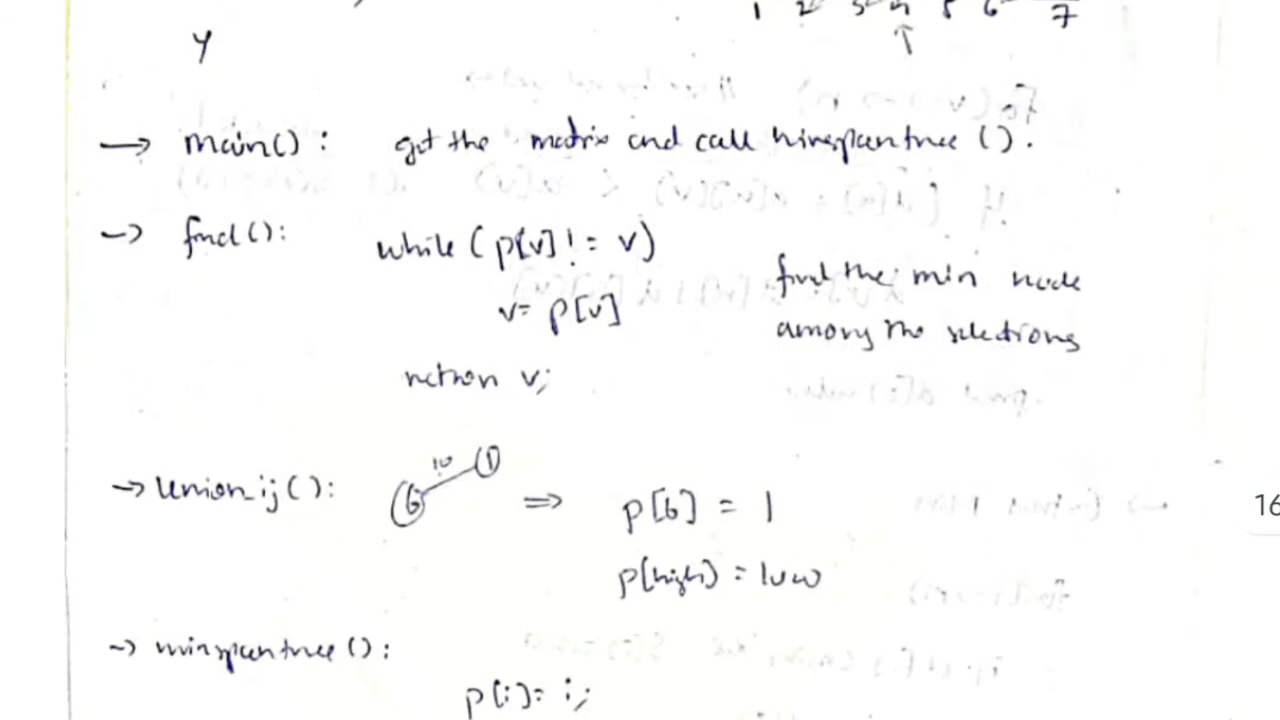 1 2 3 4 5 6 7
y
↑
→ main() : get the matrix and call minspantree ().
→ find():
while ( p[v] != v)
v= p[v]
return v;
find the min node
among the selections
→ Union_ij():
10
6 1
⇒ p[6] = 1
p(high) = low
→ minspantree ():
p(i)= i;
16